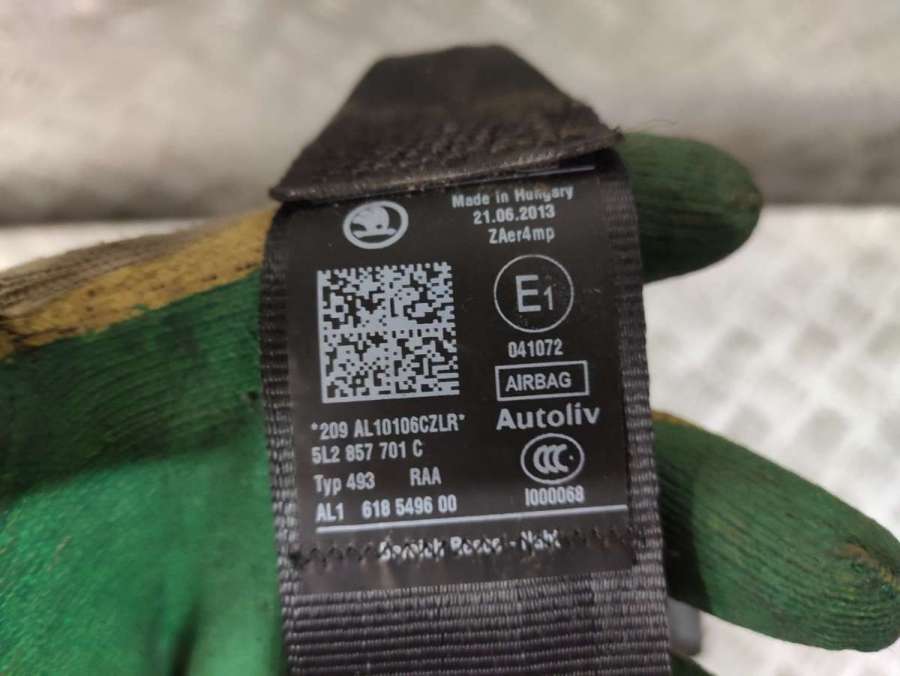 Made in Hungary
21.06.2013
ZAer4mp
E1
041072
AIRBAG
Autoliv
CCC
I000068
*209 AL10106CZLR*
5L2 857 701 C
Typ 493 RAA
AL1 618 5496 00